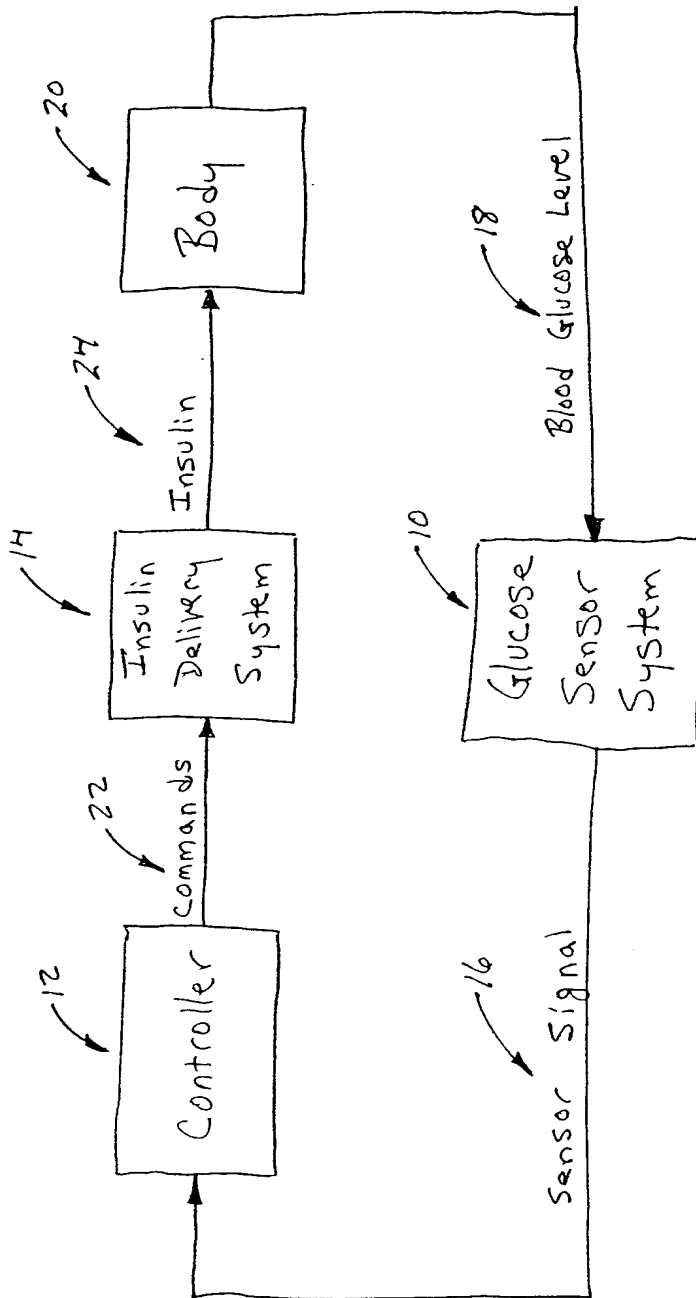 12
22
14
24
20
Controller
Commands
Insulin
Delivery
System
Insulin
Body
16
10
18
Sensor Signal
Glucose
Sensor
System
Blood Glucose Level